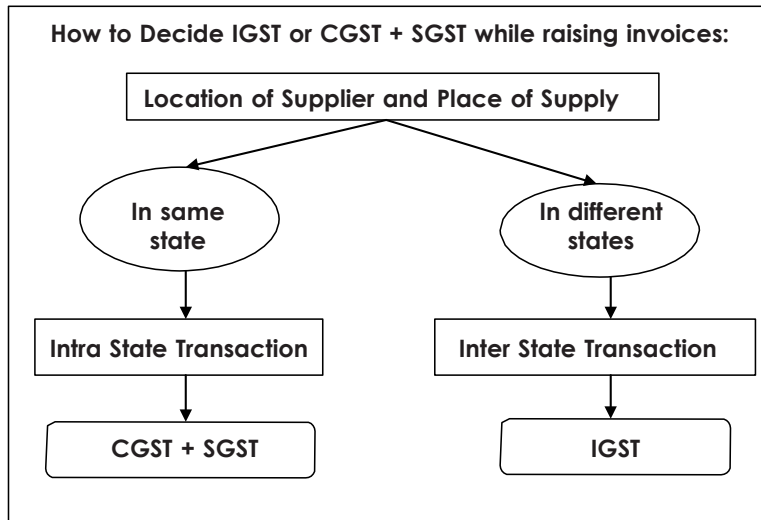 How to Decide IGST or CGST + SGST while raising invoices:
Location of Supplier and Place of Supply
In same
state
In different
states
Intra State Transaction
Inter State Transaction
CGST + SGST
IGST